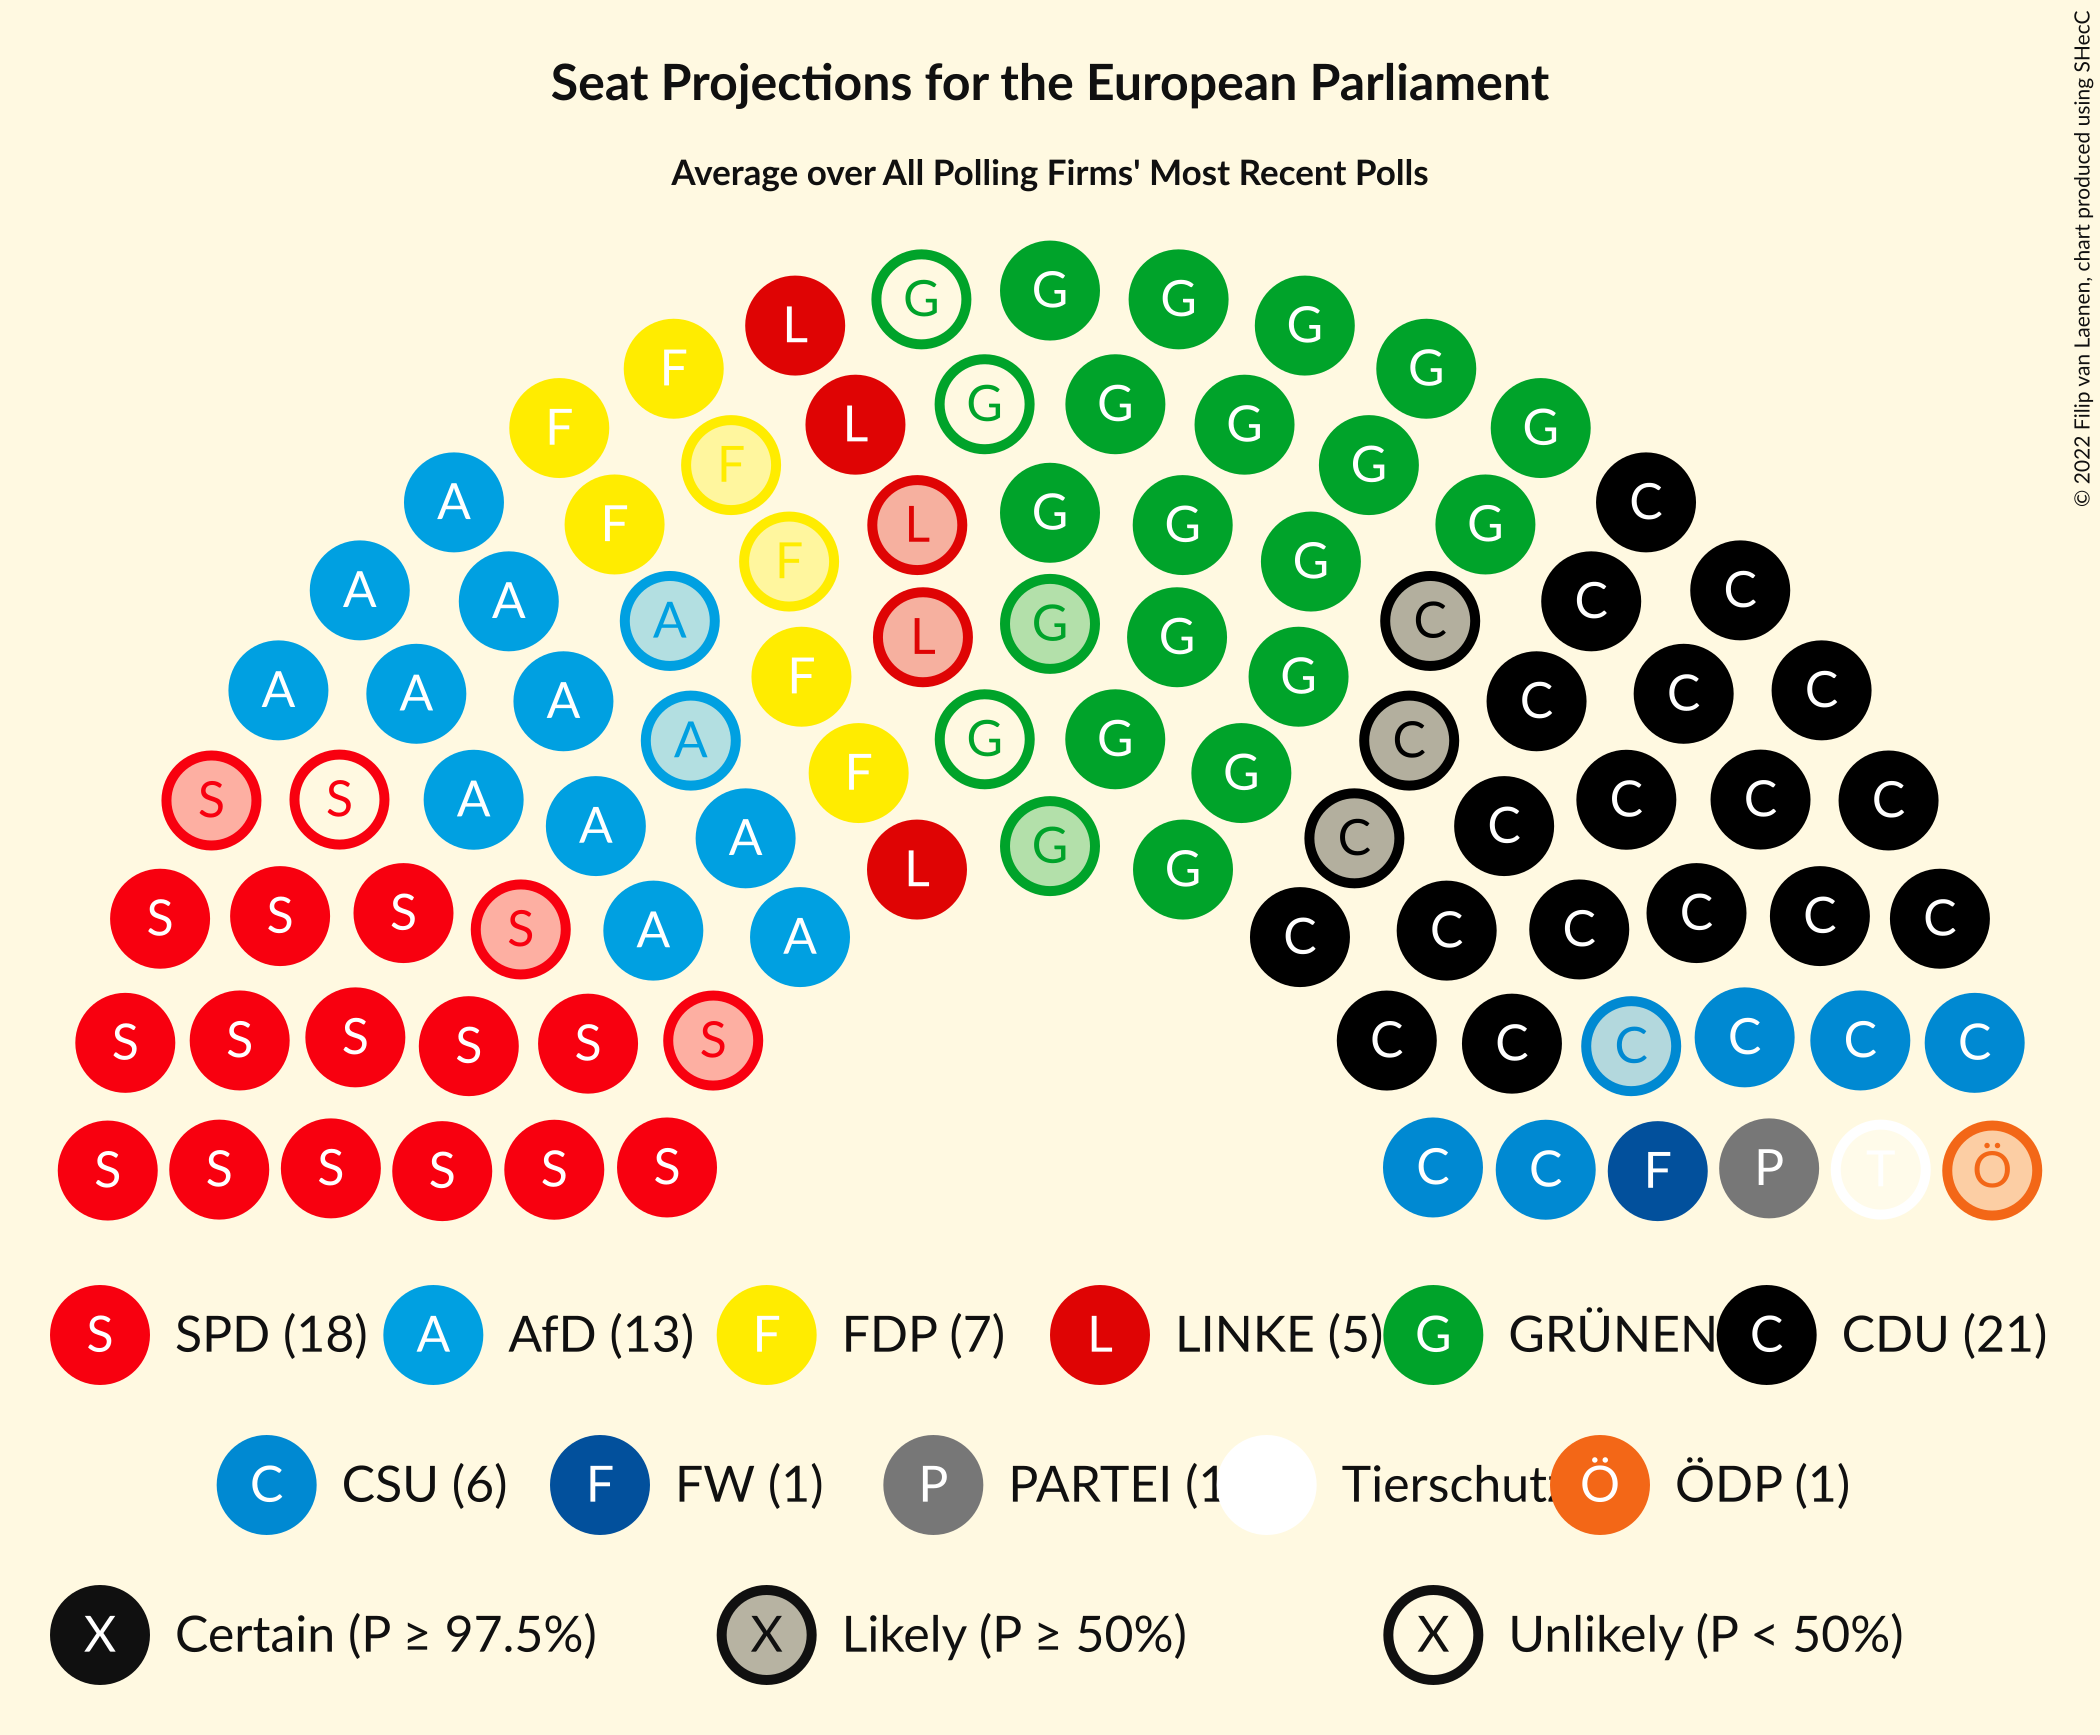 Seat Projections for the European Parliament
Average over All Polling Firms' Most Recent Polls
© 2022 Filip van Laenen, chart produced using SHecC
G G G G
L G
F G G G L G
F F G G C
A L G G G C
A A F G G C
A A F L G G C C C
A A A F G G C C C
A G G C
S S A A A F G C C C C C
L G G
S S S S A A C C C C C C
S S S S S S C C C C C C
S S S S S S C C F P T Ö
S SPD (18) A AfD (13) F FDP (7) L LINKE (5) G GRÜNEN C CDU (21)
C CSU (6) F FW (1) P PARTEI (1 Tierschutz Ö ÖDP (1)
X Certain (P ≥ 97.5%) X Likely (P ≥ 50%) X Unlikely (P < 50%)